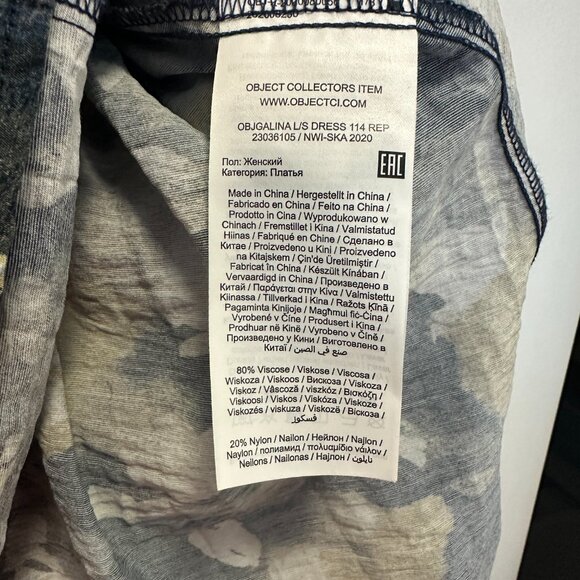 OBJECT COLLECTORS ITEM
WWW.OBJECTCI.COM
OBJGALINA L/S DRESS 114 REP
23036105 / NWI-SKA 2020
Пол: Женский
Категория: Платья
EAC
Made in China / Hergestellt in China /
Fabricado en China / Feito na China /
Prodotto in Cina / Wyprodukowano w
Chinach / Fremstillet i Kina / Valmistatud
Hiinas / Fabriqué en Chine / Сделано в
Китае / Proizvedeno u Kini / Proizvedeno
na Kitajskem / Çin'de Üretilmiştir /
Fabricat în China / Készült Kínában /
Vervaardigd in China / Произведено в
Китай / Παράγεται στην Κίνα / Valmistettu
Kiinassa / Tillverkad i Kina / Ražots Ķīnā /
Pagaminta Kinijoje / Magħmul fiċ-Ċina /
Vyrobené v Číne / Produsert i Kina /
Prodhuar në Kinë / Vyrobeno v Číně /
Произведено у Кини / Виготовлено в
Китаї / صنع في الصين
80% Viscose / Viskose / Viscosa /
Wiskoza / Viskoos / Вискоза / Viskoza /
Viskoz / Vâscoză / viszkóz / Βισκόζη /
Viskoosi / Viskos / Viskóza / Viskoze /
Viskozės / viskuza / Viskozë / Віскоза /
فسكوز
20% Nylon / Nailon / Нейлон / Najlon /
Naylon / poliamidă / πολυαμίδιο νάιλον /
Neilons / Nailonas / Најлон / نايلون